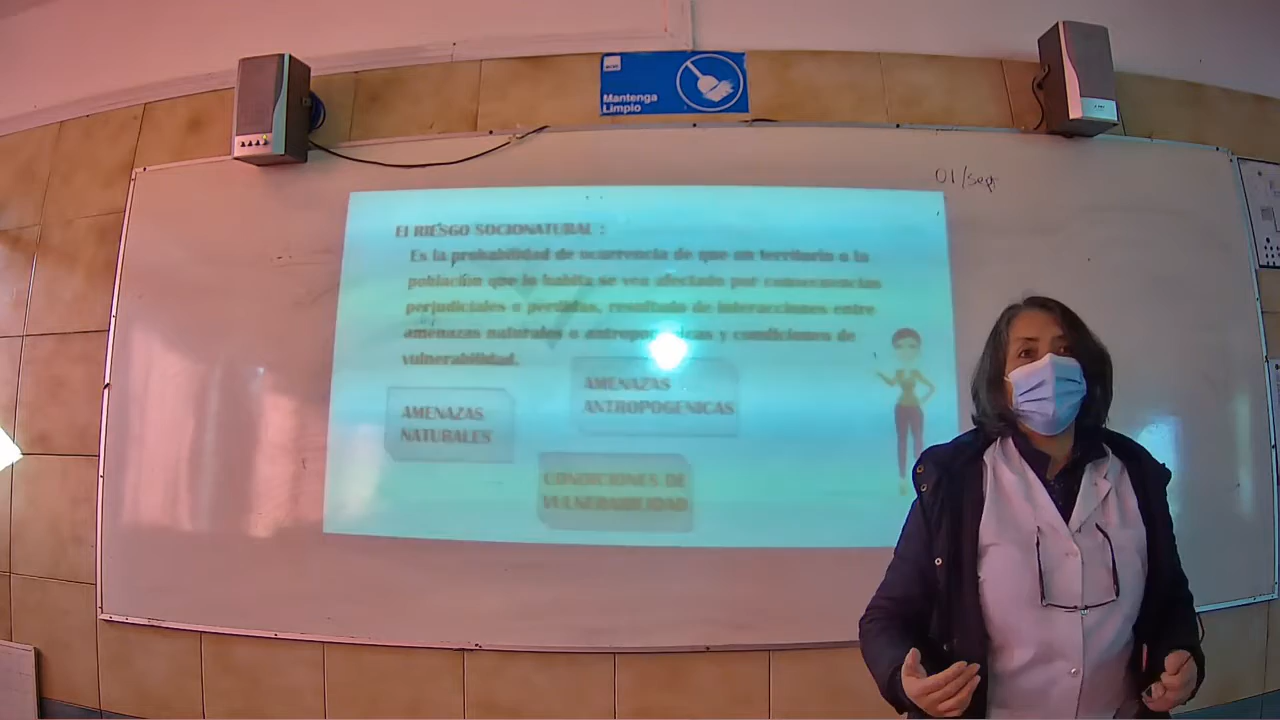 Mantenga
Limpio
01/sept
El RIESGO SOCIONATURAL :
Es la probabilidad de ocurrencia de que un territorio o la
población que lo habita se vea afectado por consecuencias
perjudiciales o perdidas, resultado de interacciones entre
amenazas naturales o antropogénicas y condiciones de
vulnerabilidad.
AMENAZAS
ANTROPOGENICAS
AMENAZAS
NATURALES
CONDICIONES DE
VULNERABILIDAD